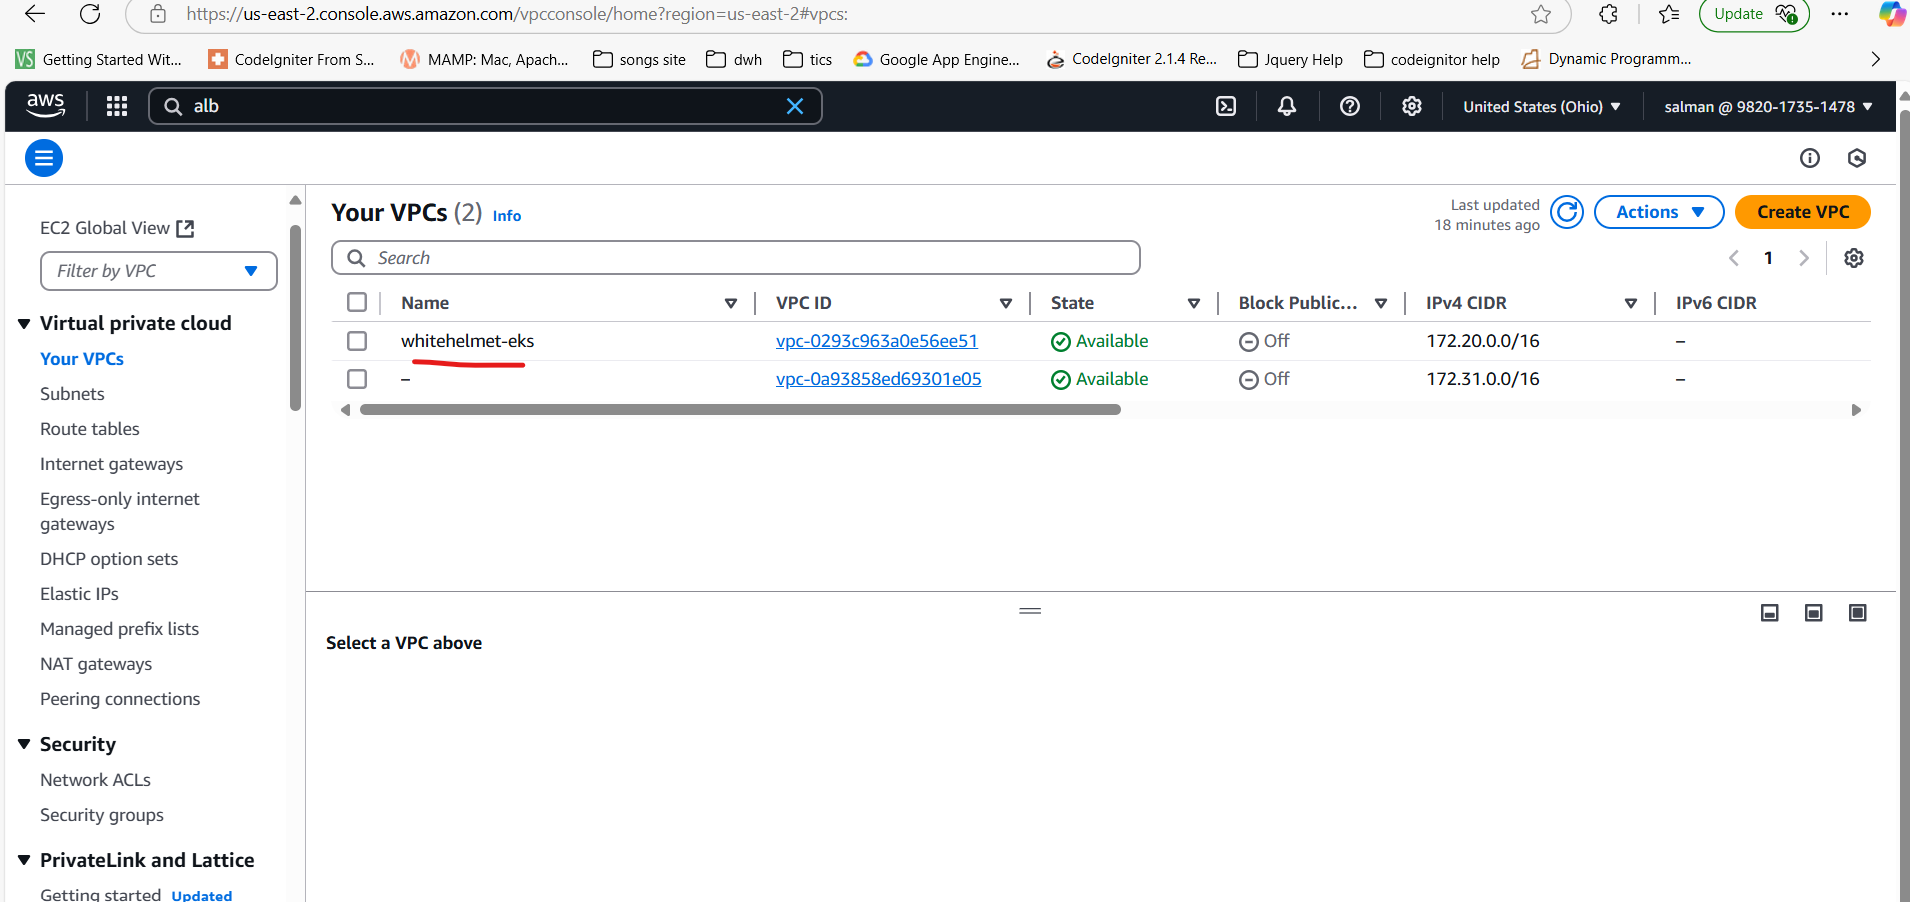 https://us-east-2.console.aws.amazon.com/vpcconsole/home?region=us-east-2#vpcs:
Update
Getting Started Wit...
CodeIgniter From S...
MAMP: Mac, Apach...
songs site
dwh
tics
Google App Engine...
CodeIgniter 2.1.4 Re...
Jquery Help
codeignitor help
Dynamic Programm...
aws
alb
United States (Ohio)
salman @ 9820-1735-1478
EC2 Global View
Filter by VPC
Virtual private cloud
Your VPCs
Subnets
Route tables
Internet gateways
Egress-only internet
gateways
DHCP option sets
Elastic IPs
Managed prefix lists
NAT gateways
Peering connections
Security
Network ACLs
Security groups
PrivateLink and Lattice
Getting started Updated
Your VPCs (2) Info
Last updated
18 minutes ago
Actions
Create VPC
Search
1
Name VPC ID State Block Public... IPv4 CIDR IPv6 CIDR
whitehelmet-eks vpc-0293c963a0e56ee51 Available Off 172.20.0.0/16 –
– vpc-0a93858ed69301e05 Available Off 172.31.0.0/16 –
Select a VPC above